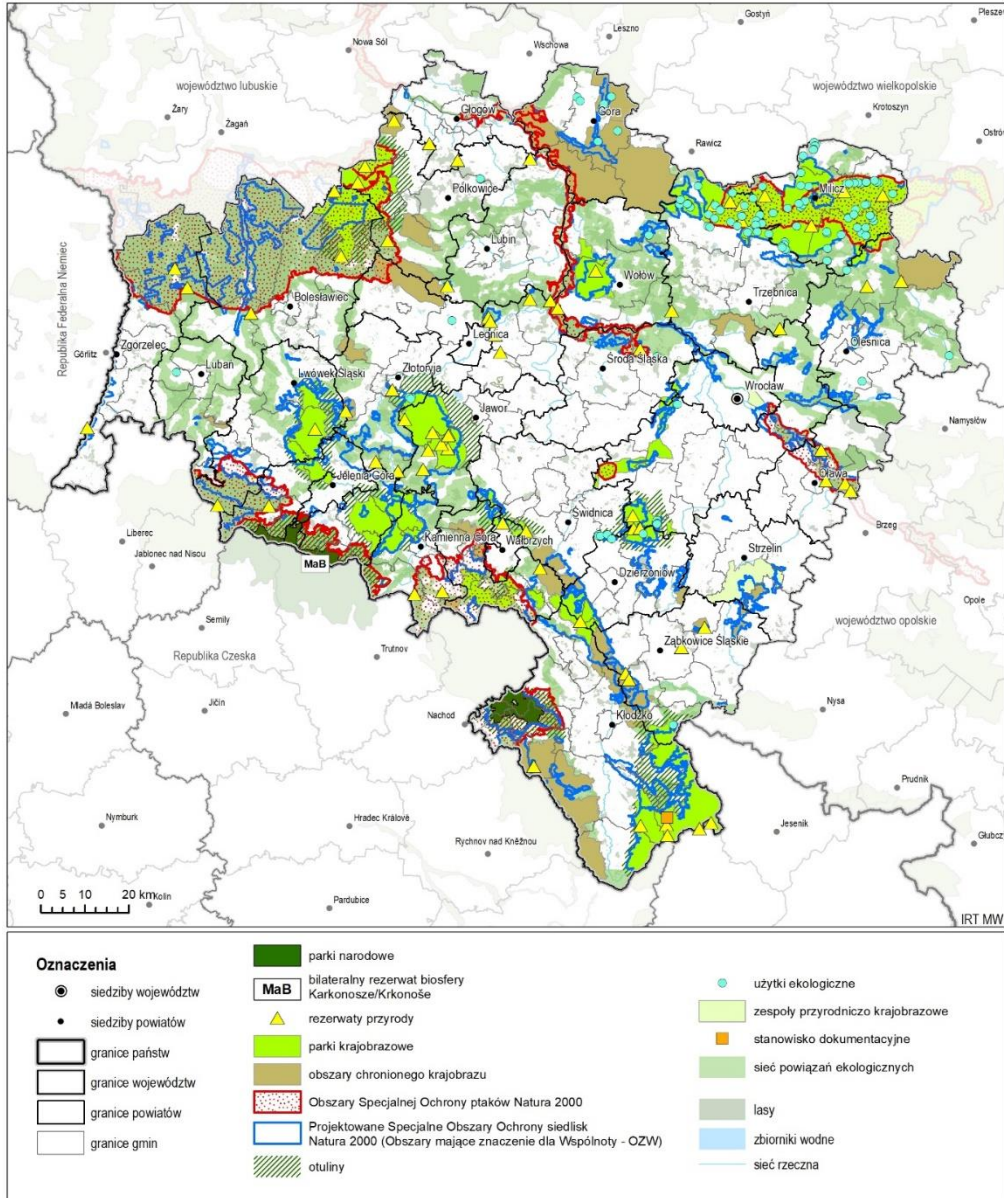 Leszno
Gostyń
Pleszew
Nowa Sól
Wschowa
województwo lubuskie
województwo wielkopolskie
Głogów
Góra
Krotoszyn
Żary
Żagań
Rawicz
Ostró
Polkowice
Milicz
Lubin
Republika Federalna Niemiec
Wołów
Trzebnica
Bolesławiec
Legnica
Oleśnica
Görlitz
Zgorzelec
Środa Śląska
Lubań
Złotoryja
Lwówek Śląski
Wrocław
Jawor
Namysłów
Jelenia Góra
Oława
Świdnica
Brzeg
Liberec
Kamienna Góra
Wałbrzych
Strzelin
Jablonec nad Nisou
MaB
Dzierżoniów
Opole
Semily
Ząbkowice Śląskie
województwo opolskie
Republika Czeska
Trutnov
Mladá Boleslav
Jičín
Nachod
Nysa
Kłodzko
Prudnik
Nymburk
Hradec Králové
Jeseník
Rychnov nad Kněžnou
Głubcz
0 5 10 20 km
Kolín
Pardubice
IRT MW
Oznaczenia
siedziby województw
siedziby powiatów
granice państw
granice województw
granice powiatów
granice gmin
parki narodowe
MaB
bilateralny rezerwat biosfery
Karkonosze/Krkonoše
rezerwaty przyrody
parki krajobrazowe
obszary chronionego krajobrazu
Obszary Specjalnej Ochrony ptaków Natura 2000
Projektowane Specjalne Obszary Ochrony siedlisk
Natura 2000 (Obszary mające znaczenie dla Wspólnoty - OZW)
otuliny
użytki ekologiczne
zespoły przyrodniczo krajobrazowe
stanowisko dokumentacyjne
sieć powiązań ekologicznych
lasy
zbiorniki wodne
sieć rzeczna